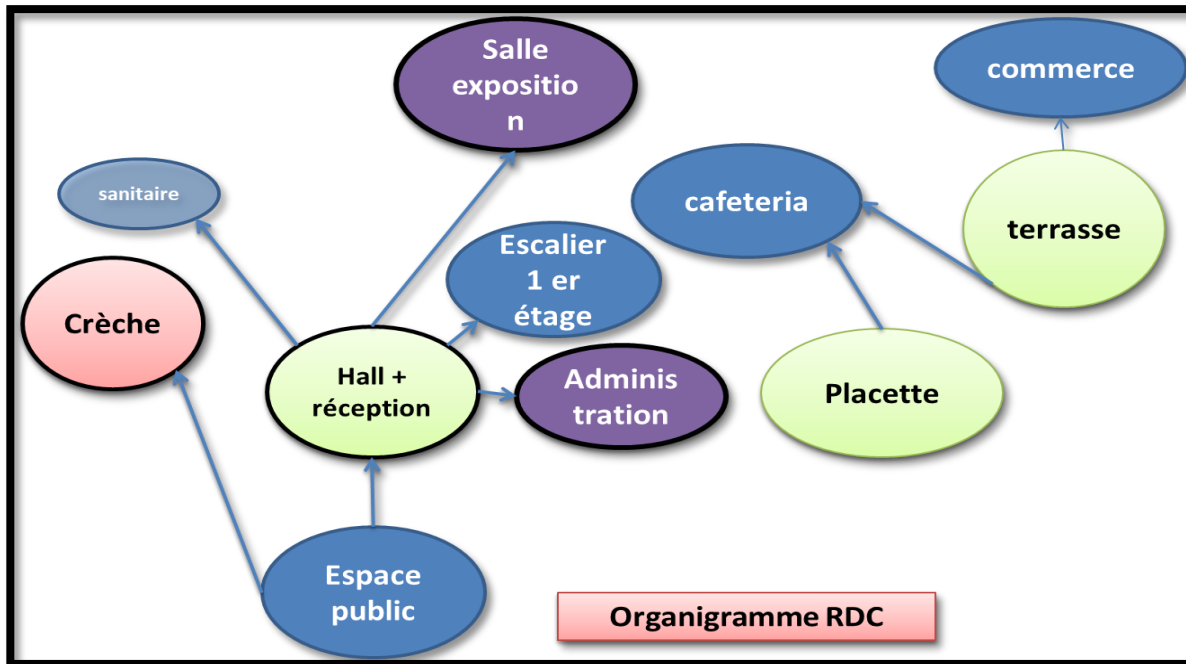 Salle
expositio
n
commerce
sanitaire
cafeteria
terrasse
Escalier
1 er
étage
Crèche
Hall +
réception
Adminis
tration
Placette
Espace
public
Organigramme RDC